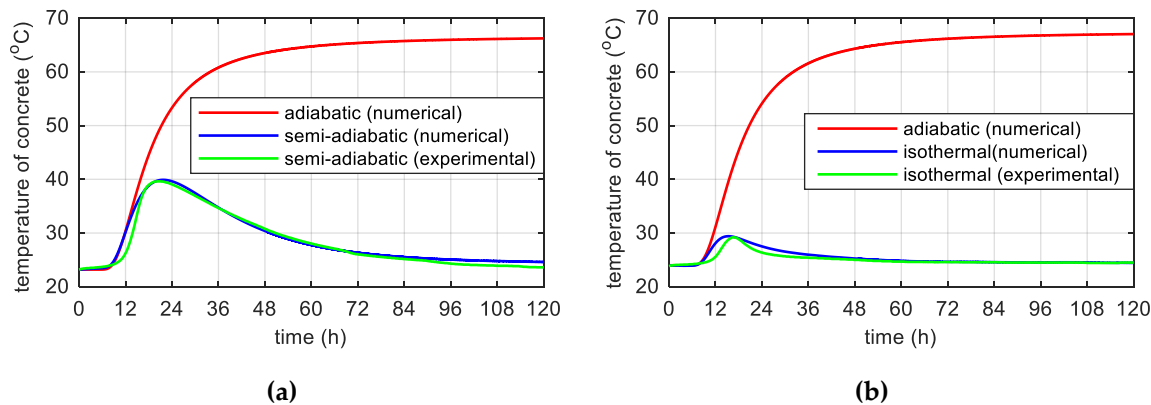 temperature of concrete (°C)
70
60
50
40
30
20
adiabatic (numerical)
semi-adiabatic (numerical)
semi-adiabatic (experimental)
0 12 24 36 48 60 72 84 96 108 120
time (h)
(a)
temperature of concrete (°C)
70
60
50
40
30
20
adiabatic (numerical)
isothermal(numerical)
isothermal (experimental)
0 12 24 36 48 60 72 84 96 108 120
time (h)
(b)